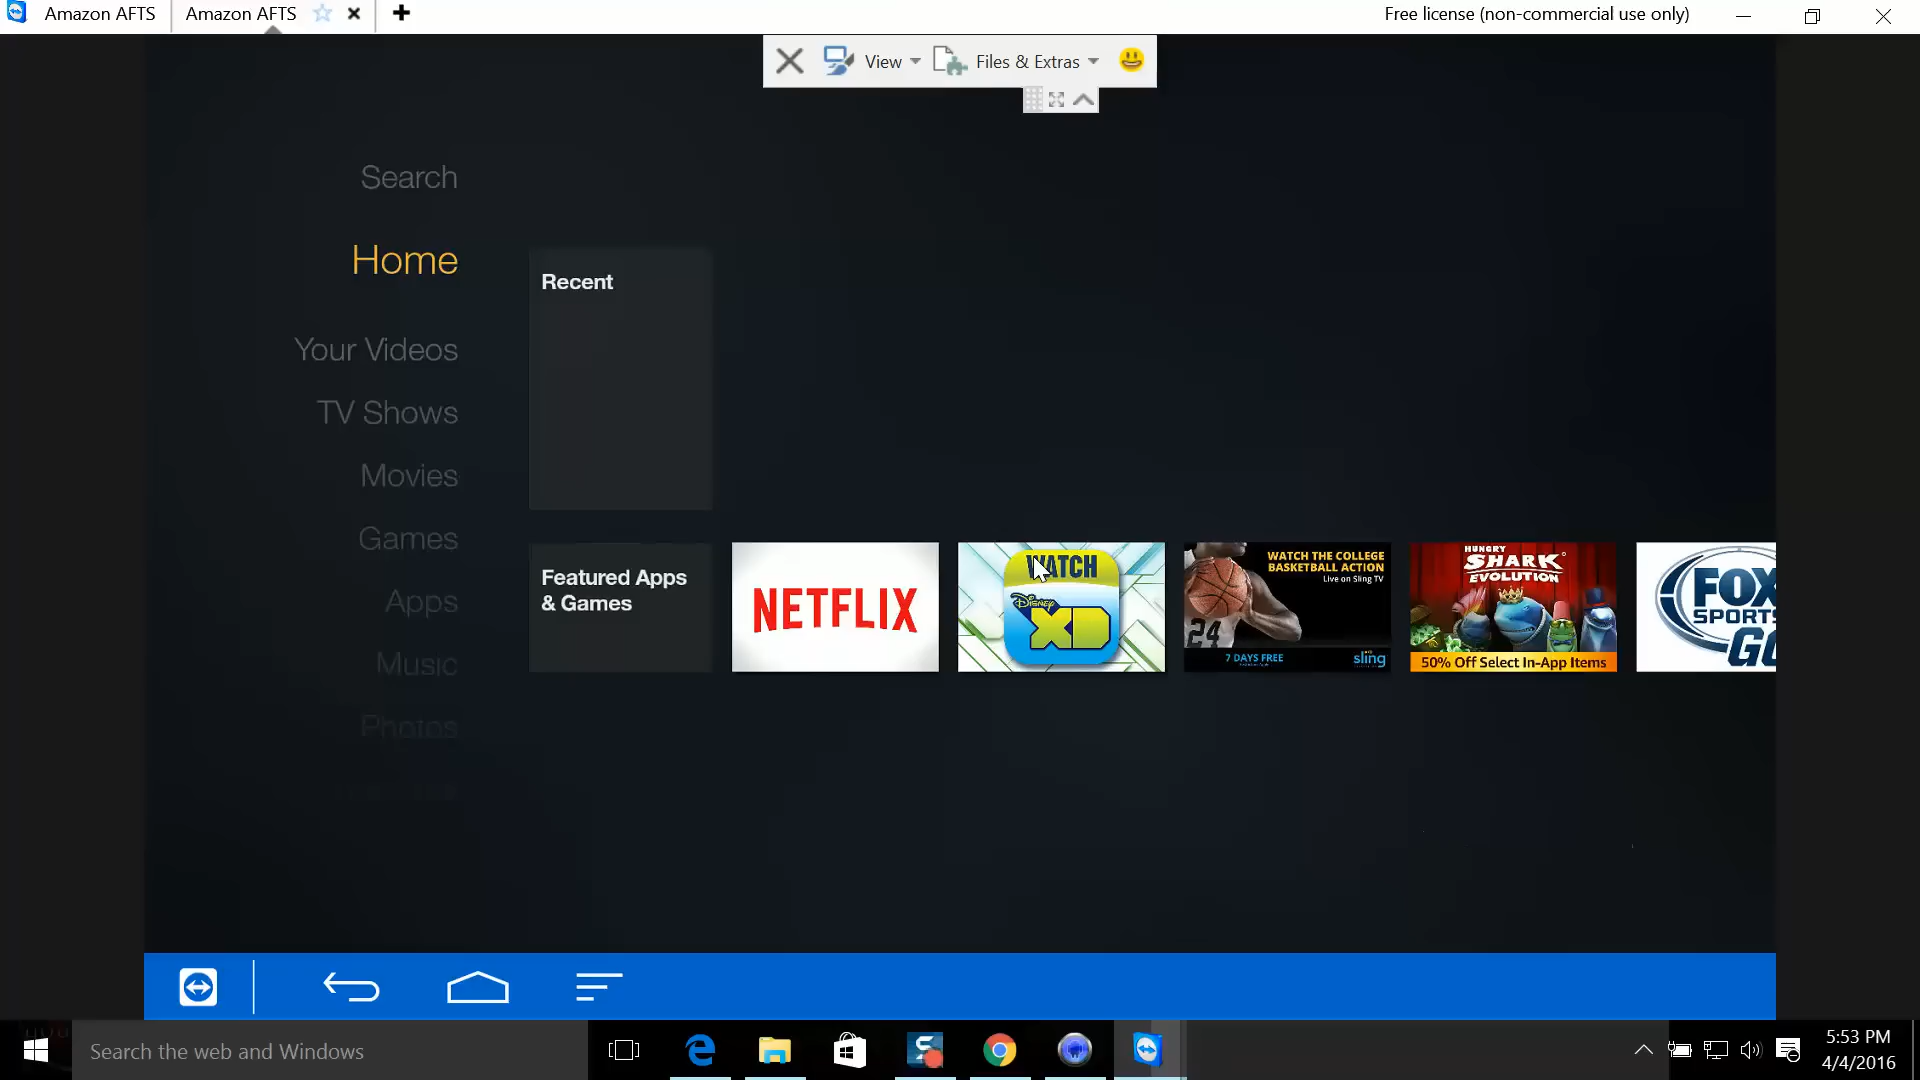 Amazon AFTS
Amazon AFTS
Free license (non-commercial use only)
View
Files & Extras
Search
Home
Recent
Your Videos
TV Shows
Movies
Games
Featured Apps
& Games
NETFLIX
WATCH
Disney
XD
WATCH THE COLLEGE
BASKETBALL ACTION
Live on Sling TV
24
7 DAYS FREE
sling
HUNGRY
SHARK
EVOLUTION
50% Off Select In-App Items
FOX
SPORTS
GO
Apps
Music
Photos
Search the web and Windows
5:53 PM
4/4/2016